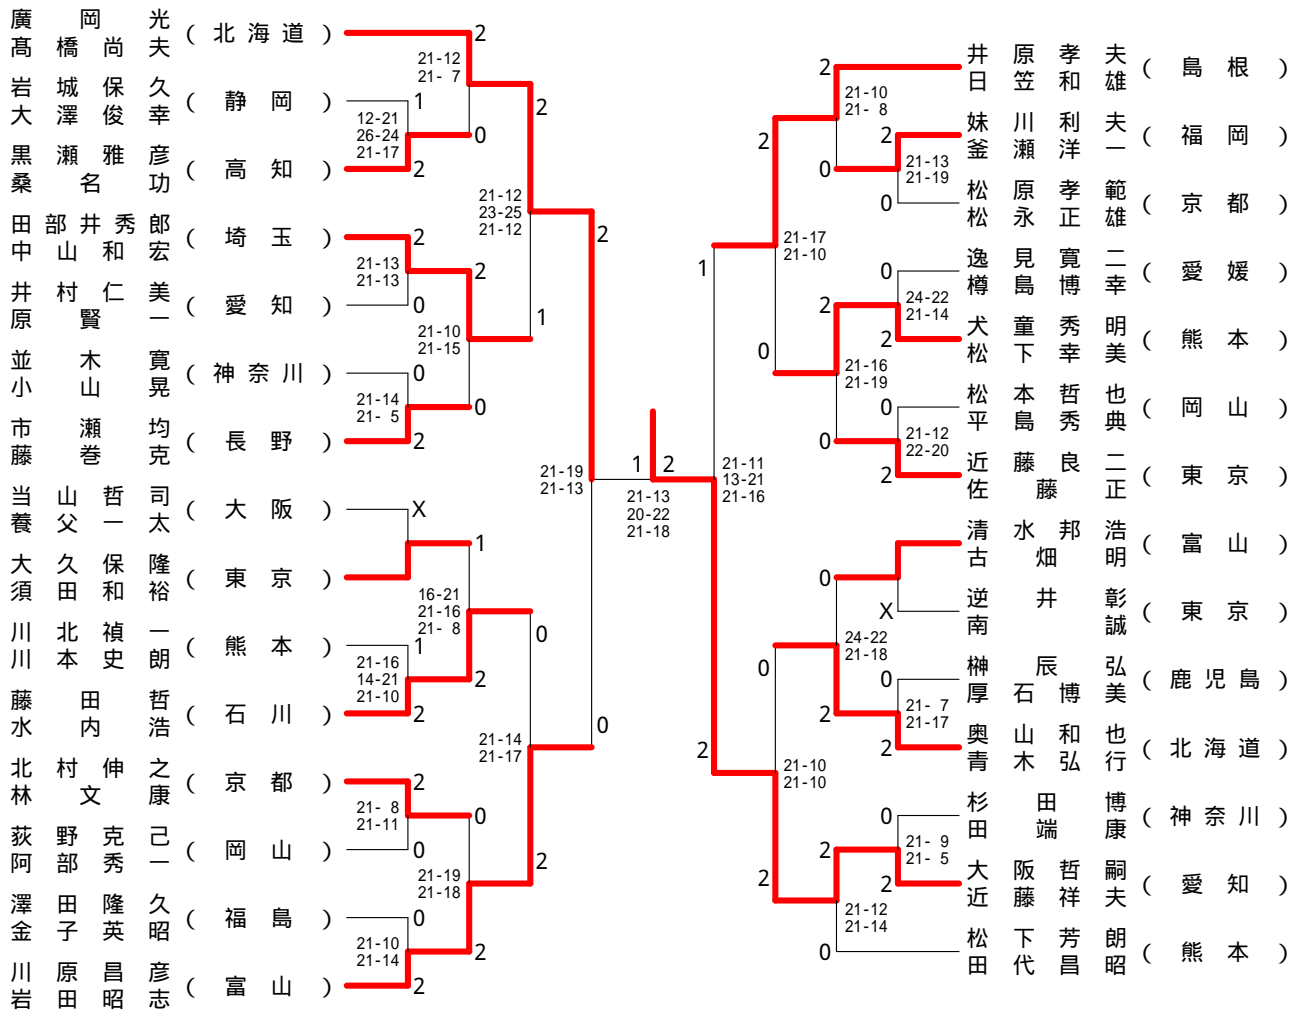 廣岡光
髙橋尚夫
(北海道)
2
岩城保久
大澤俊幸
(静岡)
1
黒瀬雅彦
桑名功
(高知)
2
12-21
26-24
21-17
21-12
21- 7
0
2
田部井秀郎
中山和宏
(埼玉)
2
井村仁美
原賢一
(愛知)
0
21-13
21-13
2
並木寛
小山晃
(神奈川)
0
市瀬均
藤巻克
(長野)
2
21-14
21- 5
0
21-10
21-15
1
21-12
23-25
21-12
2
当山哲司
養父一太
(大阪)
X
大久保隆
須田和裕
(東京)
1
川北禎一
川本史朗
(熊本)
1
藤田哲
水内浩
(石川)
2
21-16
14-21
21-10
2
16-21
21-16
21- 8
0
北村伸之
林文康
(京都)
2
荻野克己
阿部秀一
(岡山)
0
21- 8
21-11
0
澤田隆久
金子英昭
(福島)
0
川原昌彦
岩田昭志
(富山)
2
21-10
21-14
2
21-19
21-18
2
21-14
21-17
0
21-19
21-13
1
2
21-13
20-22
21-18
井原孝夫
日笠和雄
(島根)
2
妹川利夫
釜瀬洋一
(福岡)
2
松原孝範
松永正雄
(京都)
0
21-13
21-19
0
21-10
21- 8
2
逸見寛二
樽島博幸
(愛媛)
0
犬童秀明
松下幸美
(熊本)
2
24-22
21-14
2
松本哲也
平島秀典
(岡山)
0
近藤良二
佐藤正
(東京)
2
21-12
22-20
0
21-16
21-19
0
21-17
21-10
1
清水邦浩
古畑明
(富山)
0
逆井彰
南誠
(東京)
X
榊辰弘
厚石博美
(鹿児島)
0
奥山和也
青木弘行
(北海道)
2
21- 7
21-17
2
24-22
21-18
0
杉田博
田端康
(神奈川)
0
大阪哲嗣
近藤祥夫
(愛知)
2
21- 9
21- 5
2
松下芳朗
田代昌昭
(熊本)
0
21-12
21-14
2
21-10
21-10
2
21-11
13-21
21-16